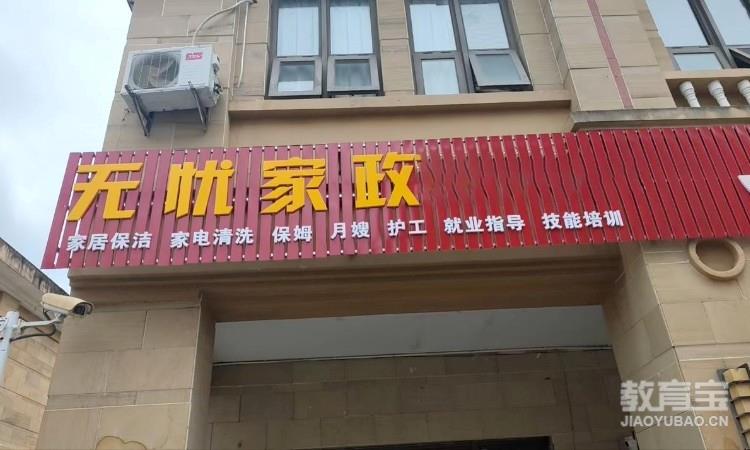 无忧家政
家居保洁 家电清洗 保姆 月嫂 护工 就业指导 技能培训
教育宝
JIAOYUBAO.CN